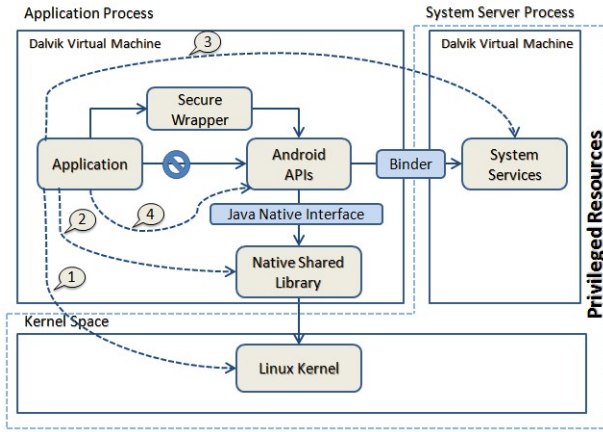 Application Process
System Server Process
Dalvik Virtual Machine
3
Dalvik Virtual Machine
Secure
Wrapper
Application
Android
APIs
Binder
System
Services
2
4
Java Native Interface
Native Shared
Library
1
Kernel Space
Linux Kernel
Privileged Resources